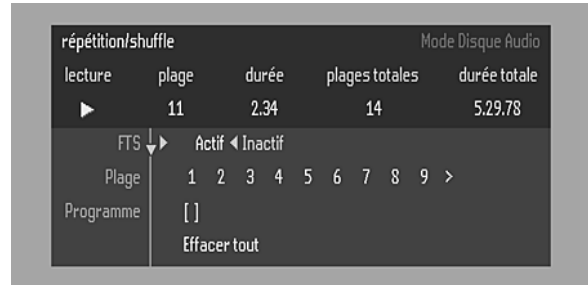 répétition/shuffle Mode Disque Audio
lecture plage durée plages totales durée totale
11 2.34 14 5.29.78
FTS Actif Inactif
Plage 1 2 3 4 5 6 7 8 9 >
Programme [ ]
Effacer tout